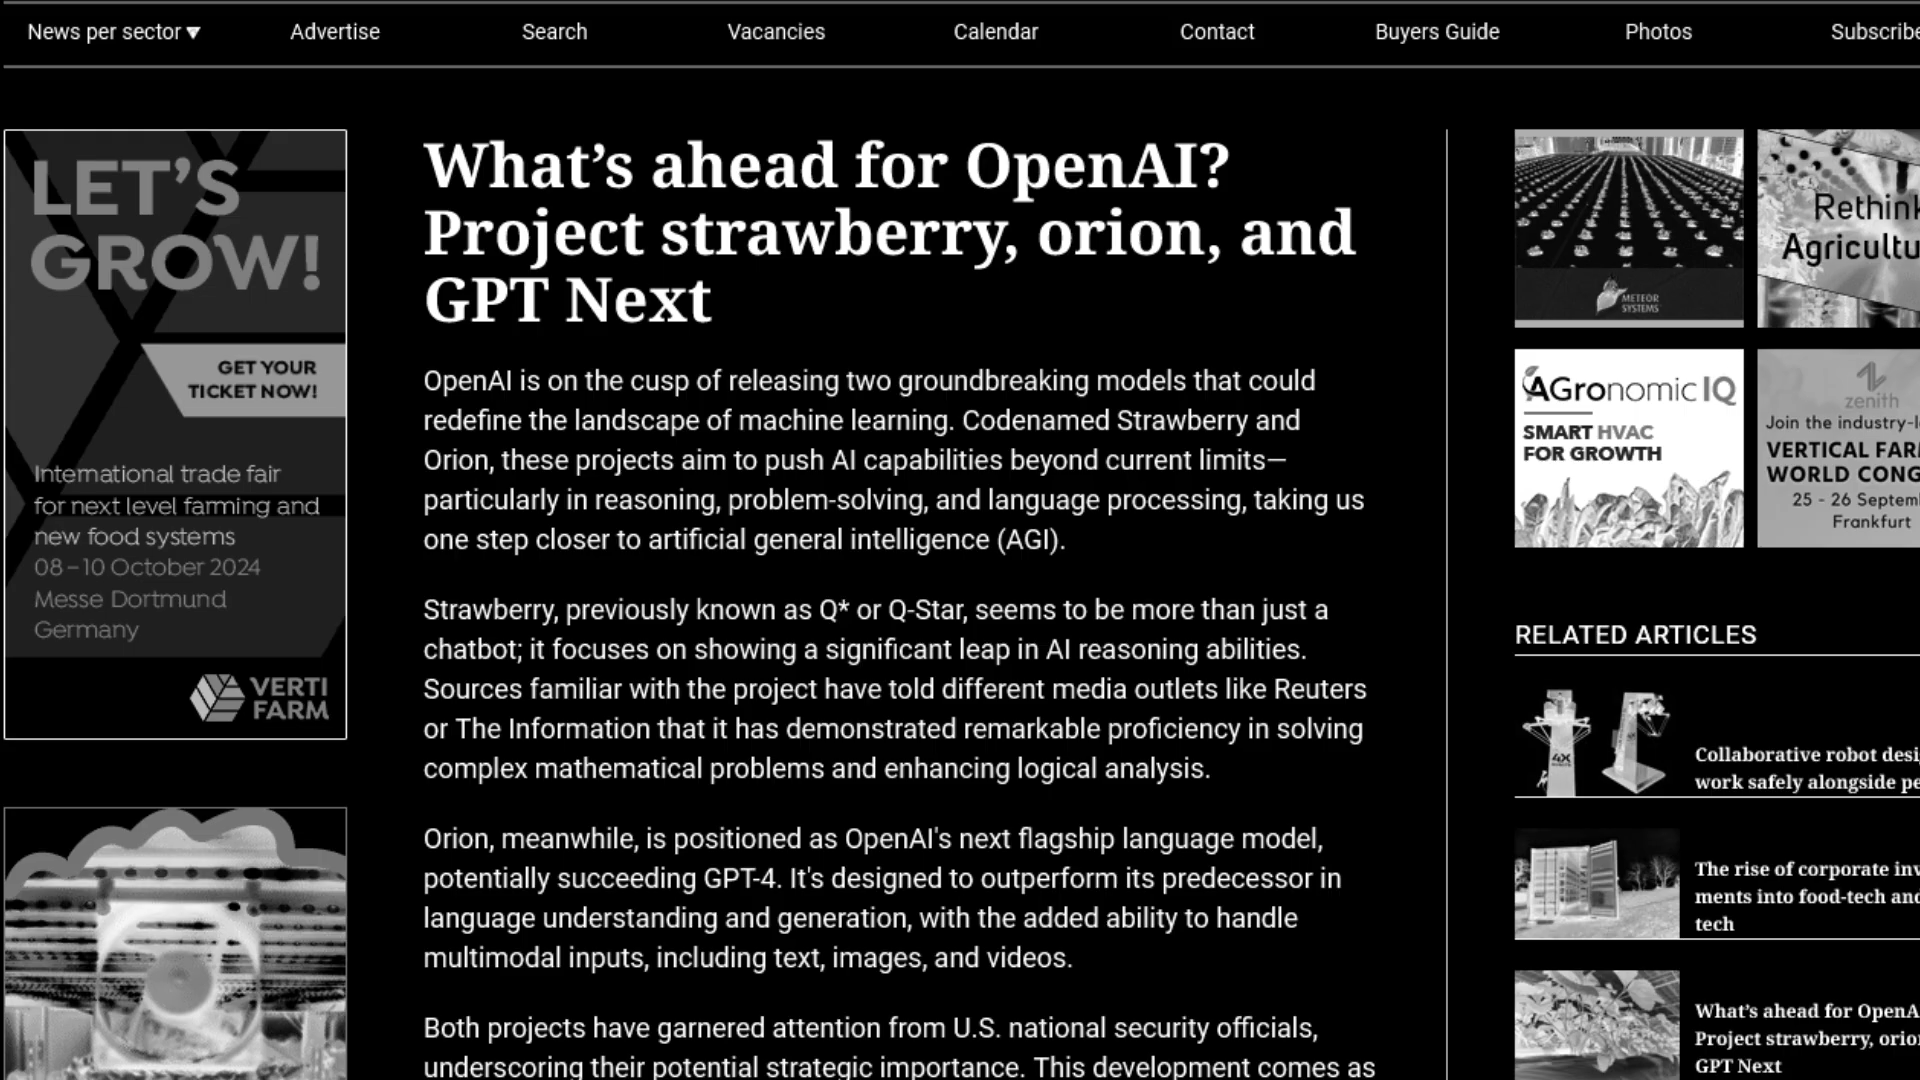 News per sector ▼ Advertise Search Vacancies Calendar Contact Buyers Guide Photos Subscribe
LET'S
GROW!
GET YOUR
TICKET NOW!
International trade fair
for next level farming and
new food systems
08 – 10 October 2024
Messe Dortmund
Germany
VERTI
FARM
What's ahead for OpenAI?
Project strawberry, orion, and
GPT Next
OpenAI is on the cusp of releasing two groundbreaking models that could
redefine the landscape of machine learning. Codenamed Strawberry and
Orion, these projects aim to push AI capabilities beyond current limits—
particularly in reasoning, problem-solving, and language processing, taking us
one step closer to artificial general intelligence (AGI).
Strawberry, previously known as Q* or Q-Star, seems to be more than just a
chatbot; it focuses on showing a significant leap in AI reasoning abilities.
Sources familiar with the project have told different media outlets like Reuters
or The Information that it has demonstrated remarkable proficiency in solving
complex mathematical problems and enhancing logical analysis.
Orion, meanwhile, is positioned as OpenAI's next flagship language model,
potentially succeeding GPT-4. It's designed to outperform its predecessor in
language understanding and generation, with the added ability to handle
multimodal inputs, including text, images, and videos.
Both projects have garnered attention from U.S. national security officials,
underscoring their potential strategic importance. This development comes as
METEOR
SYSTEMS
Rethink
Agricultu
AGronomic IQ
SMART HVAC
FOR GROWTH
zenith
Join the industry-l
VERTICAL FAR
WORLD CONG
25 - 26 Septem
Frankfurt
RELATED ARTICLES
4X
Collaborative robot desi
work safely alongside pe
The rise of corporate inv
ments into food-tech and
tech
What's ahead for OpenA
Project strawberry, orio
GPT Next